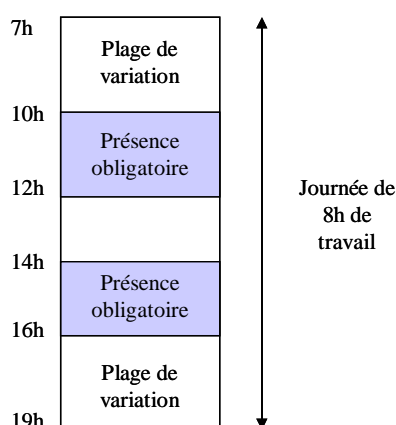 7h
Plage de
variation
10h
Présence
obligatoire
12h
Journée de
8h de
travail
14h
Présence
obligatoire
16h
Plage de
variation
19h